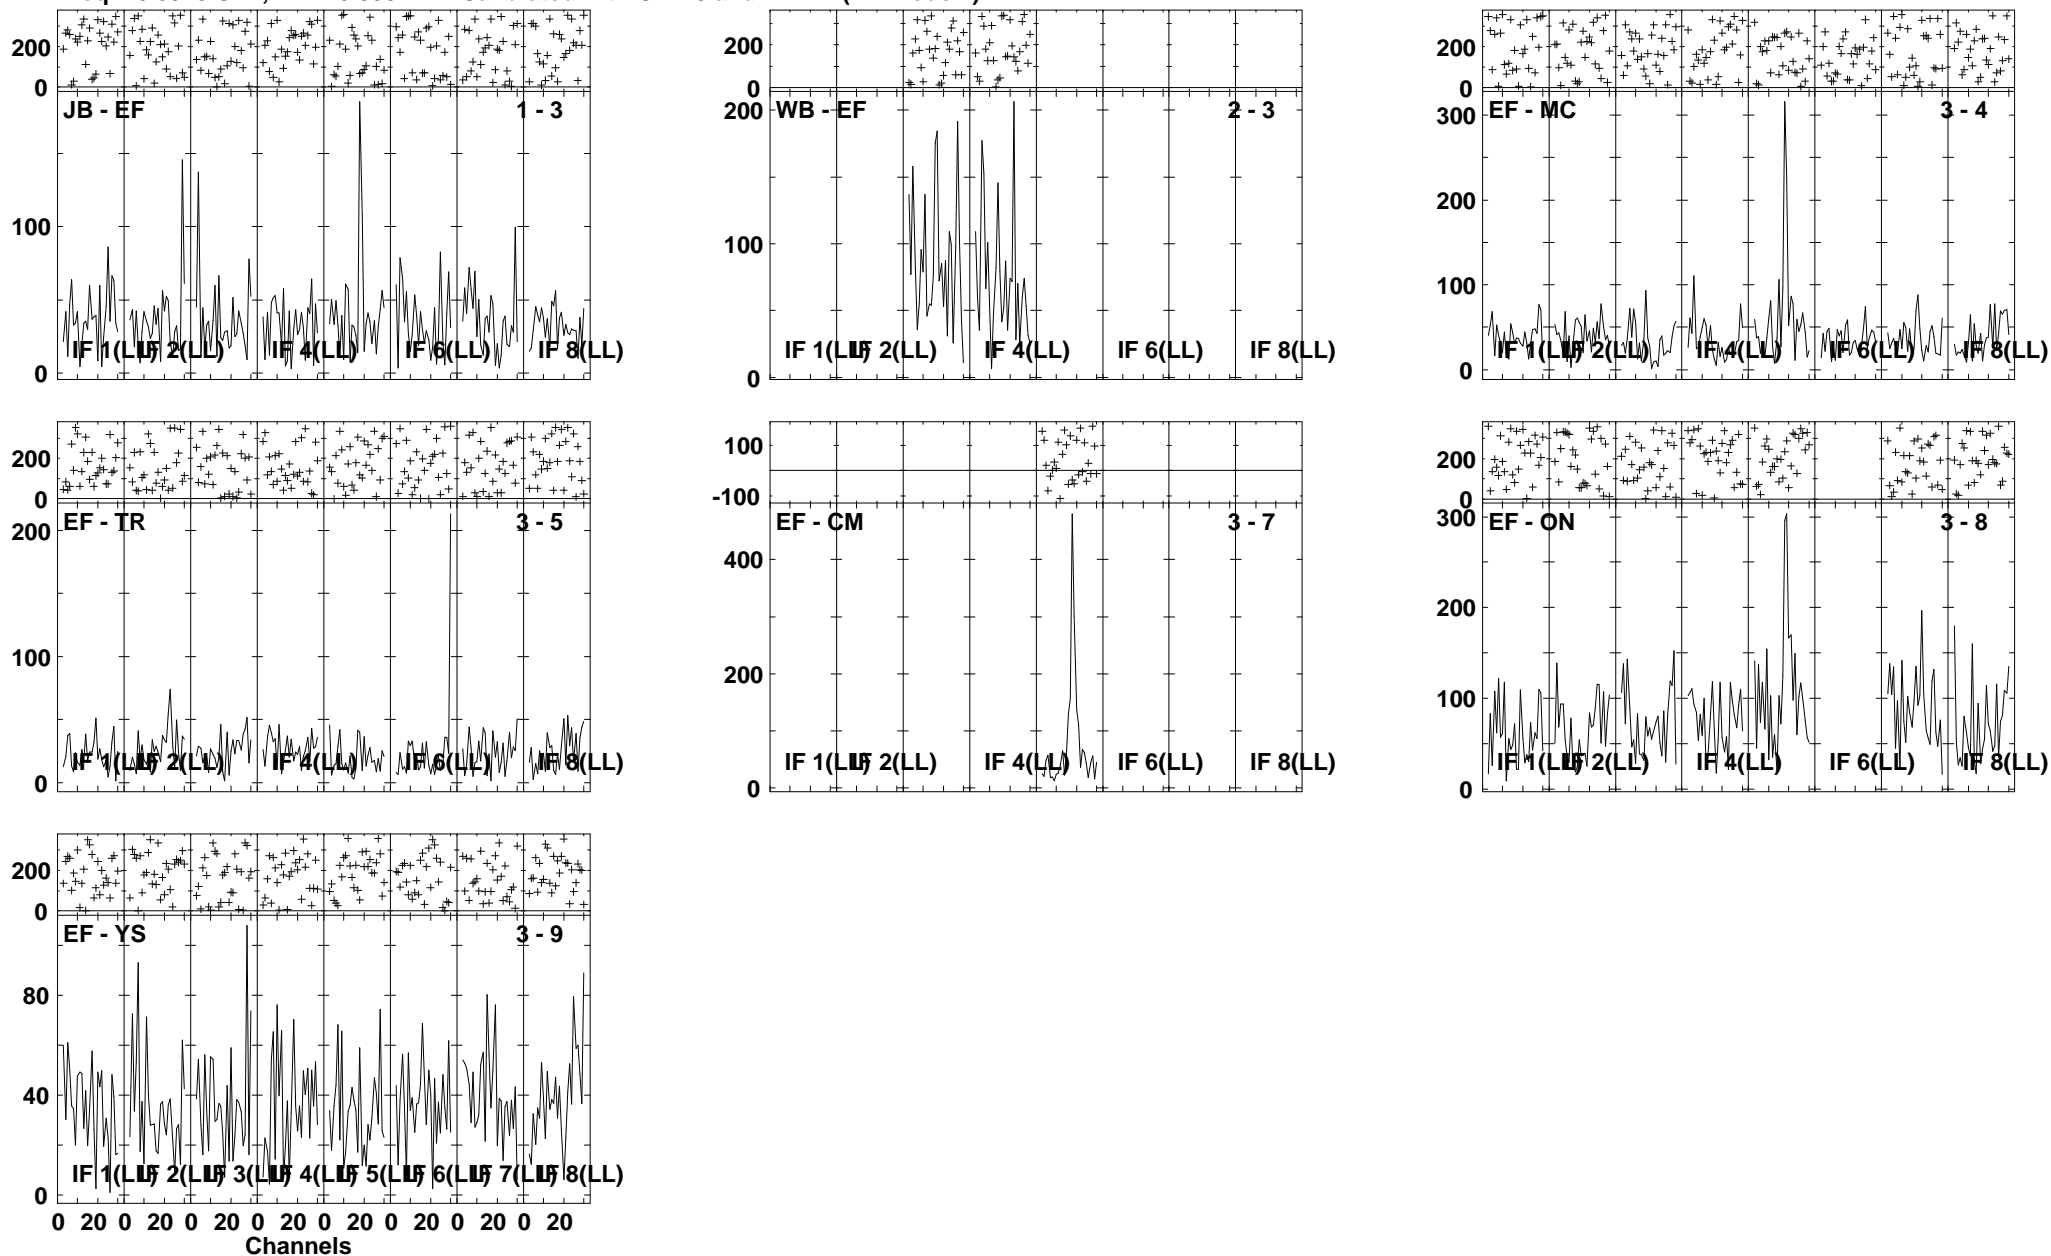 200
0
JB - EF 1 - 3
100
0
IF 1(LL) IF 2(LL) IF 4(LL) IF 6(LL) IF 8(LL)
200
0
WB - EF 2 - 3
200
100
0
IF 1(LL) IF 2(LL) IF 4(LL) IF 6(LL) IF 8(LL)
200
0
EF - MC 3 - 4
300
200
100
0
IF 1(LL) IF 2(LL) IF 4(LL) IF 6(LL) IF 8(LL)
200
0
EF - TR 3 - 5
200
100
0
IF 1(LL) IF 2(LL) IF 4(LL) IF 6(LL) IF 8(LL)
100
-100
EF - CM 3 - 7
400
200
0
IF 1(LL) IF 2(LL) IF 4(LL) IF 6(LL) IF 8(LL)
200
0
EF - ON 3 - 8
300
200
100
0
IF 1(LL) IF 2(LL) IF 4(LL) IF 6(LL) IF 8(LL)
200
0
EF - YS 3 - 9
80
40
0
IF 1(LL) IF 2(LL) IF 3(LL) IF 4(LL) IF 5(LL) IF 6(LL) IF 7(LL) IF 8(LL)
0 20 0 20 0 20 0 20 0 20 0 20 0 20 0 20
Channels